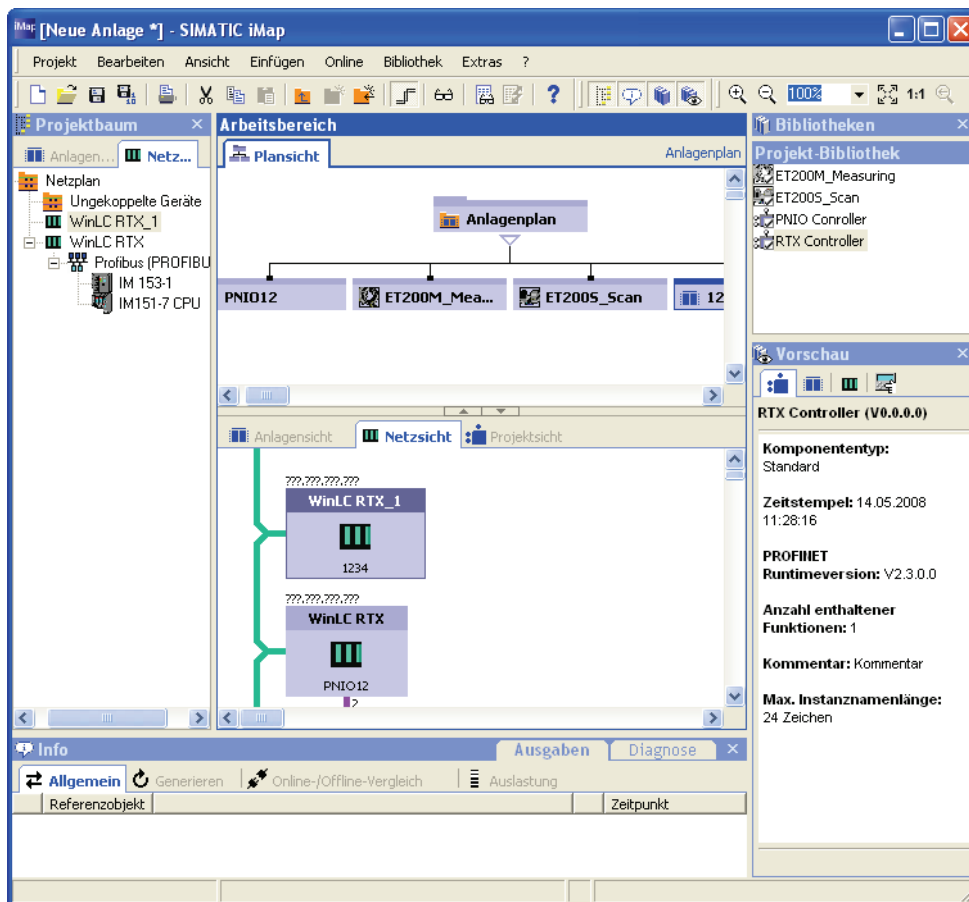 iMap [Neue Anlage *] - SIMATIC iMap
Projekt Bearbeiten Ansicht Einfügen Online Bibliothek Extras ?
100% 1:1
Projektbaum
Anlagen... Netz...
Netzplan
Ungekoppelte Geräte
WinLC RTX_1
WinLC RTX
Profibus (PROFIBU
IM 153-1
IM151-7 CPU
Arbeitsbereich
Plansicht Anlagenplan
Anlagenplan
PNIO12 ET200M_Mea... ET200S_Scan 12
Anlagensicht Netzsicht Projektsicht
???.???.???.???
WinLC RTX_1
1234
???.???.???.???
WinLC RTX
PNIO12
2
Bibliotheken
Projekt-Bibliothek
ET200M_Measuring
ET200S_Scan
PNIO Conroller
RTX Controller
Vorschau
RTX Controller (V0.0.0.0)
Komponententyp:
Standard
Zeitstempel: 14.05.2008
11:28:16
PROFINET
Runtimeversion: V2.3.0.0
Anzahl enthaltener
Funktionen: 1
Kommentar: Kommentar
Max. Instanznamenlänge:
24 Zeichen
Info Ausgaben Diagnose
Allgemein Generieren Online-/Offline-Vergleich Auslastung
Referenzobjekt Zeitpunkt